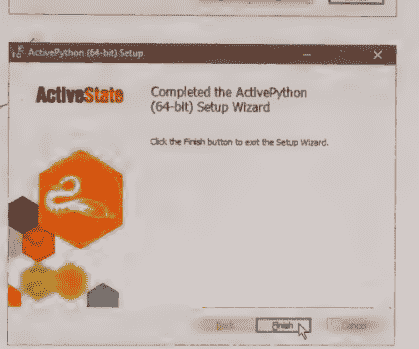 ActivePython (64-bit) Setup
ActiveState
Completed the ActivePython
(64-bit) Setup Wizard
Click the Finish button to exit the Setup Wizard.
Back
Finish
Cancel